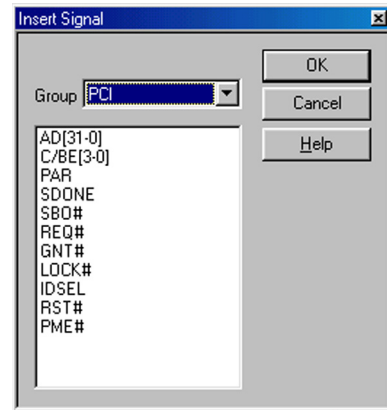 Insert Signal
Group PCI
OK
Cancel
Help
AD[31-0]
C/BE[3-0]
PAR
SDONE
SBO#
REQ#
GNT#
LOCK#
IDSEL
RST#
PME#